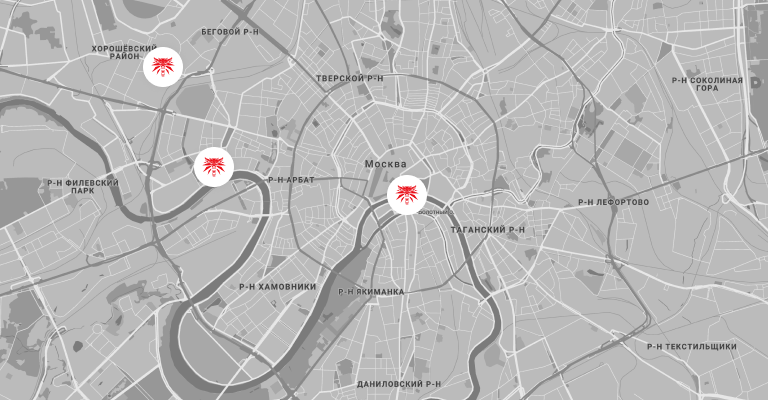 БЕГОВОЙ Р-Н
ХОРОШЁВСКИЙ
РАЙОН
ТВЕРСКОЙ Р-Н
Р-Н СОКОЛИНАЯ
ГОРА
Москва
Р-Н АРБАТ
Р-Н ФИЛЕВСКИЙ
ПАРК
Р-Н ЛЕФОРТОВО
ТАГАНСКИЙ Р-Н
Р-Н ХАМОВНИКИ
Р-Н ЯКИМАНКА
Р-Н ТЕКСТИЛЬЩИКИ
ДАНИЛОВСКИЙ Р-Н